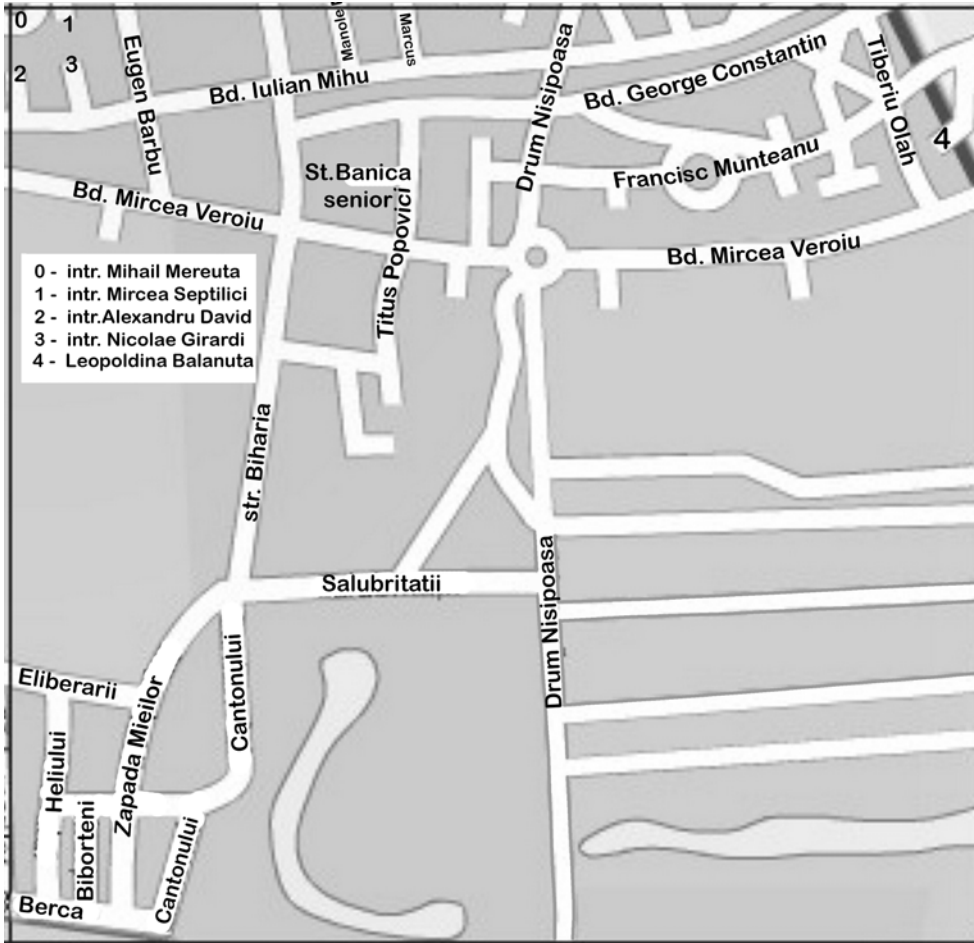 0
1
2
3
Eugen Barbu
Marcus
Bd. Iulian Mihu
Drum Nisipoasa
Bd. George Constantin
Tiberiu Olah
4
St.Banica
senior
Francisc Munteanu
Bd. Mircea Veroiu
Titus Popovici
Bd. Mircea Veroiu
0 - intr. Mihail Mereuta
1 - intr. Mircea Septilici
2 - intr.Alexandru David
3 - intr. Nicolae Girardi
4 - Leopoldina Balanuta
str. Biharia
Salubritatii
Drum Nisipoasa
Eliberarii
Zapada Mieilor
Cantonului
Heliului
Biborteni
Cantonului
Berca